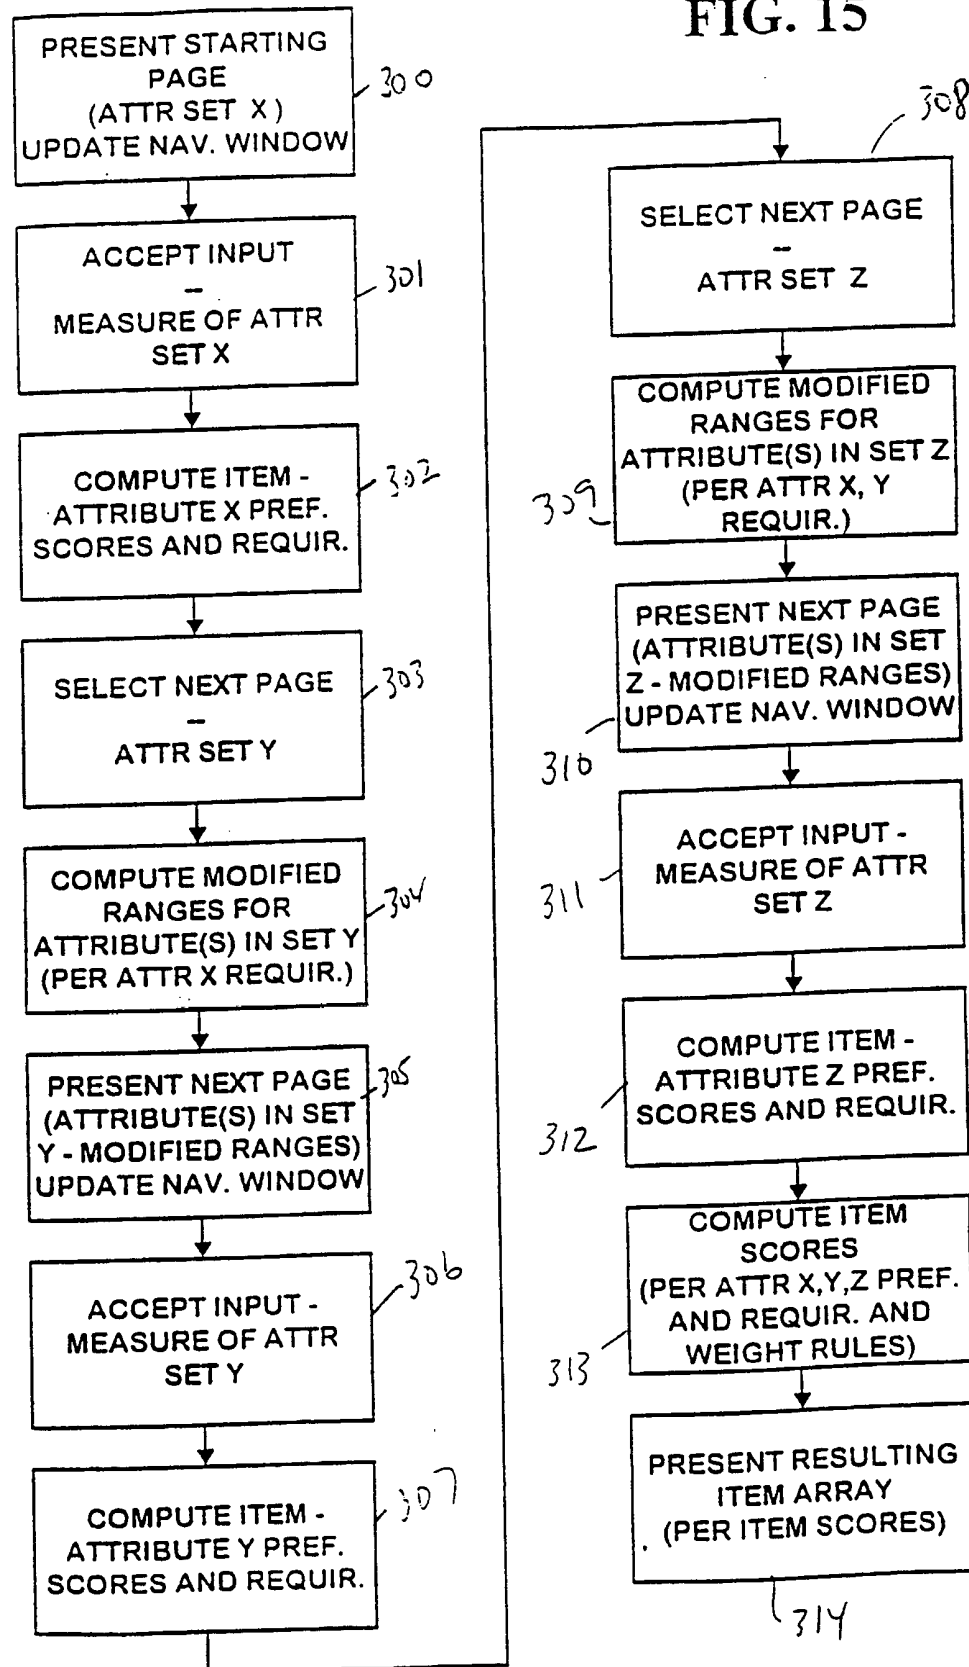 FIG. 15
PRESENT STARTING
PAGE
(ATTR SET X)
UPDATE NAV. WINDOW
300
ACCEPT INPUT
–
MEASURE OF ATTR
SET X
301
COMPUTE ITEM -
ATTRIBUTE X PREF.
SCORES AND REQUIR.
302
SELECT NEXT PAGE
–
ATTR SET Y
303
COMPUTE MODIFIED
RANGES FOR
ATTRIBUTE(S) IN SET Y
(PER ATTR X REQUIR.)
304
PRESENT NEXT PAGE
(ATTRIBUTE(S) IN SET
Y - MODIFIED RANGES)
UPDATE NAV. WINDOW
305
ACCEPT INPUT -
MEASURE OF ATTR
SET Y
306
COMPUTE ITEM -
ATTRIBUTE Y PREF.
SCORES AND REQUIR.
307
308
SELECT NEXT PAGE
–
ATTR SET Z
COMPUTE MODIFIED
RANGES FOR
ATTRIBUTE(S) IN SET Z
(PER ATTR X, Y
REQUIR.)
309
PRESENT NEXT PAGE
(ATTRIBUTE(S) IN SET
Z - MODIFIED RANGES)
UPDATE NAV. WINDOW
310
ACCEPT INPUT -
MEASURE OF ATTR
SET Z
311
COMPUTE ITEM -
ATTRIBUTE Z PREF.
SCORES AND REQUIR.
312
COMPUTE ITEM
SCORES
(PER ATTR X,Y,Z PREF.
AND REQUIR. AND
WEIGHT RULES)
313
PRESENT RESULTING
ITEM ARRAY
(PER ITEM SCORES)
314